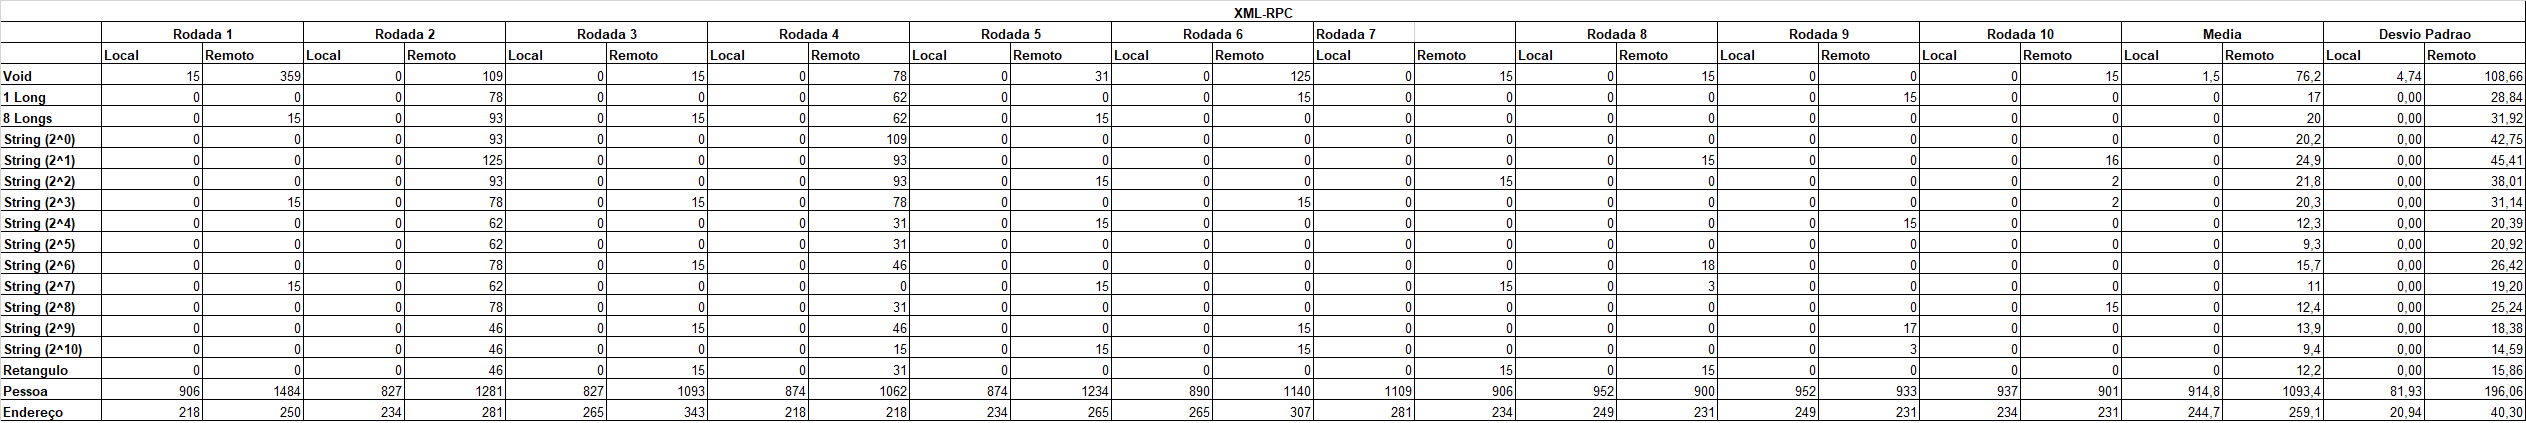 XML-RPC
Rodada 1 Rodada 2 Rodada 3 Rodada 4 Rodada 5 Rodada 6 Rodada 7 Rodada 8 Rodada 9 Rodada 10 Media Desvio Padrao
Local Remoto Local Remoto Local Remoto Local Remoto Local Remoto Local Remoto Local Remoto Local Remoto Local Remoto Local Remoto Local Remoto Local Remoto
Void 15 359 0 109 0 15 0 78 0 31 0 125 0 15 0 15 0 0 0 15 1,5 76,2 4,74 108,66
1 Long 0 0 0 78 0 0 0 62 0 0 0 15 0 0 0 0 0 15 0 0 0 17 0,00 28,84
8 Longs 0 15 0 93 0 15 0 62 0 15 0 0 0 0 0 0 0 0 0 0 0 20 0,00 31,92
String (2^0) 0 0 0 93 0 0 0 109 0 0 0 0 0 0 0 0 0 0 0 0 0 20,2 0,00 42,75
String (2^1) 0 0 0 125 0 0 0 93 0 0 0 0 0 0 0 15 0 0 0 16 0 24,9 0,00 45,41
String (2^2) 0 0 0 93 0 0 0 93 0 15 0 0 0 15 0 0 0 0 0 2 0 21,8 0,00 38,01
String (2^3) 0 15 0 78 0 15 0 78 0 0 0 15 0 0 0 0 0 0 0 2 0 20,3 0,00 31,14
String (2^4) 0 0 0 62 0 0 0 31 0 15 0 0 0 0 0 0 0 15 0 0 0 12,3 0,00 20,39
String (2^5) 0 0 0 62 0 0 0 31 0 0 0 0 0 0 0 0 0 0 0 0 0 9,3 0,00 20,92
String (2^6) 0 0 0 78 0 15 0 46 0 0 0 0 0 0 0 18 0 0 0 0 0 15,7 0,00 26,42
String (2^7) 0 15 0 62 0 0 0 0 0 15 0 0 0 15 0 3 0 0 0 0 0 11 0,00 19,20
String (2^8) 0 0 0 78 0 0 0 31 0 0 0 0 0 0 0 0 0 0 0 15 0 12,4 0,00 25,24
String (2^9) 0 0 0 46 0 15 0 46 0 0 0 15 0 0 0 0 0 17 0 0 0 13,9 0,00 18,38
String (2^10) 0 0 0 46 0 0 0 15 0 15 0 15 0 0 0 0 0 3 0 0 0 9,4 0,00 14,59
Retangulo 0 0 0 46 0 15 0 31 0 0 0 0 0 15 0 15 0 0 0 0 0 12,2 0,00 15,86
Pessoa 906 1484 827 1281 827 1093 874 1062 874 1234 890 1140 1109 906 952 900 952 933 937 901 914,8 1093,4 81,93 196,06
Endereço 218 250 234 281 265 343 218 218 234 265 265 307 281 234 249 231 249 231 234 231 244,7 259,1 20,94 40,30